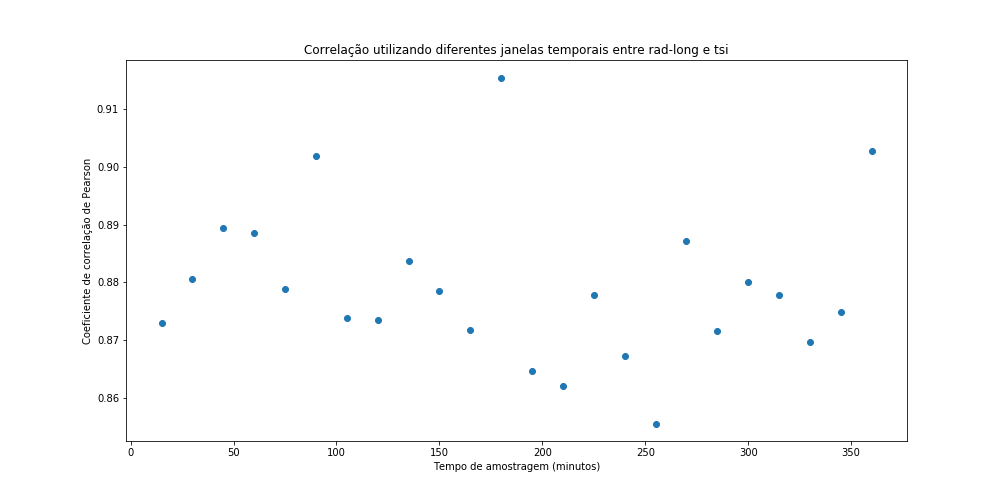 Correlação utilizando diferentes janelas temporais entre rad-long e tsi
Coeficiente de correlação de Pearson
0.91
0.90
0.89
0.88
0.87
0.86
0 50 100 150 200 250 300 350
Tempo de amostragem (minutos)